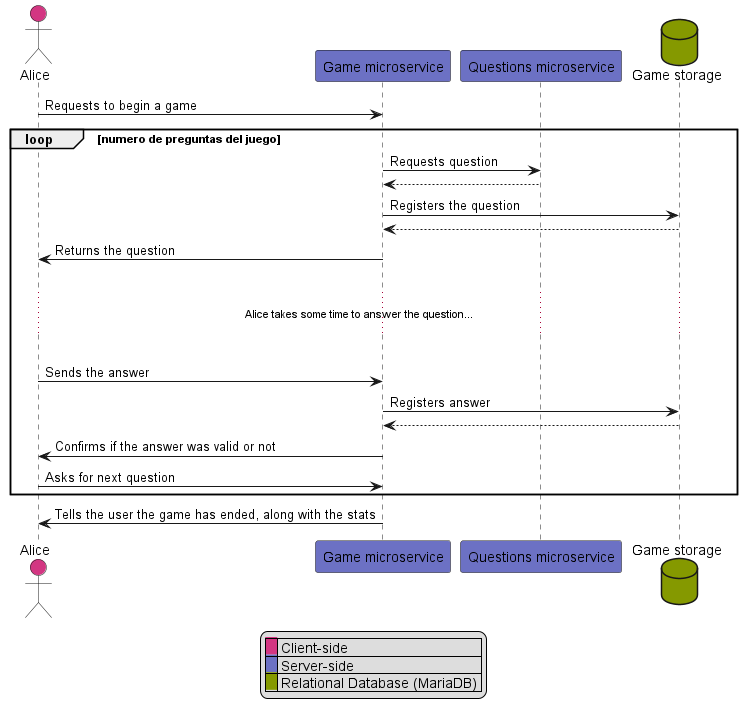 Alice
Game microservice
Questions microservice
Game storage
Requests to begin a game
loop
[numero de preguntas del juego]
Requests question
Registers the question
Returns the question
Alice takes some time to answer the question...
Sends the answer
Registers answer
Confirms if the answer was valid or not
Asks for next question
Tells the user the game has ended, along with the stats
Alice
Game microservice
Questions microservice
Game storage
Client-side
Server-side
Relational Database (MariaDB)